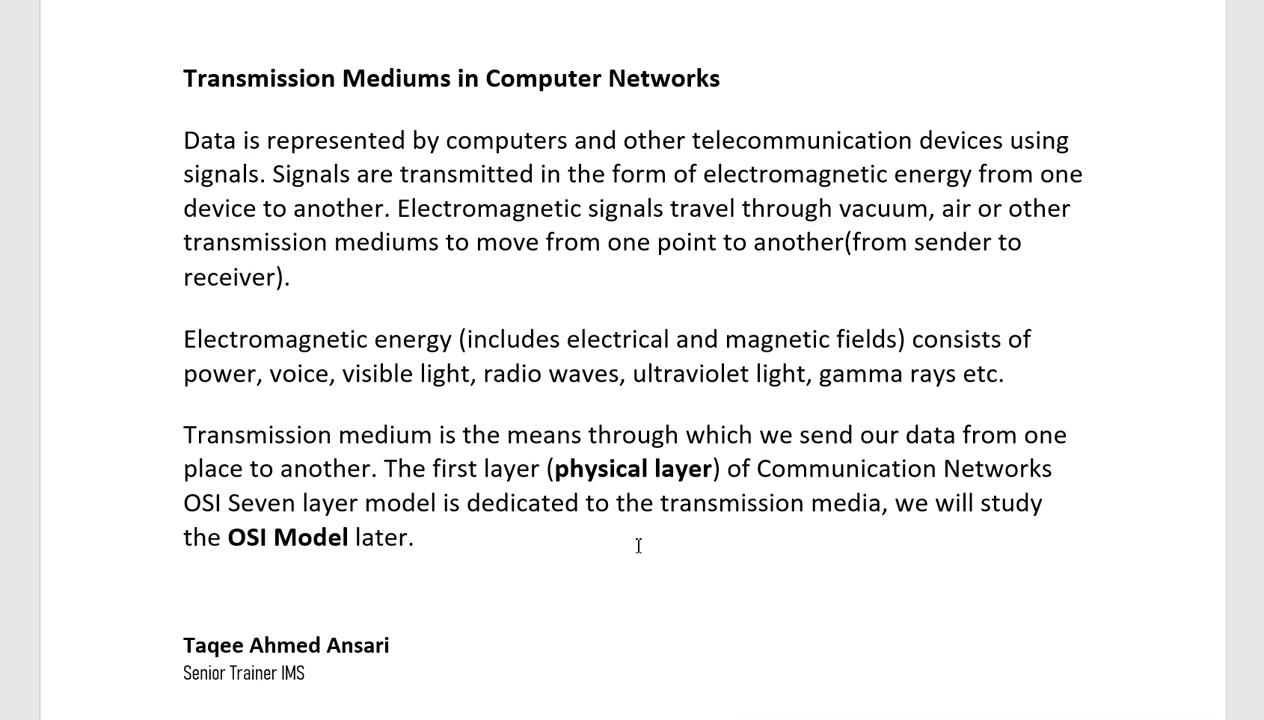 Transmission Mediums in Computer Networks
Data is represented by computers and other telecommunication devices using
signals. Signals are transmitted in the form of electromagnetic energy from one
device to another. Electromagnetic signals travel through vacuum, air or other
transmission mediums to move from one point to another(from sender to
receiver).
Electromagnetic energy (includes electrical and magnetic fields) consists of
power, voice, visible light, radio waves, ultraviolet light, gamma rays etc.
Transmission medium is the means through which we send our data from one
place to another. The first layer (physical layer) of Communication Networks
OSI Seven layer model is dedicated to the transmission media, we will study
the OSI Model later.
Taqee Ahmed Ansari
Senior Trainer IMS